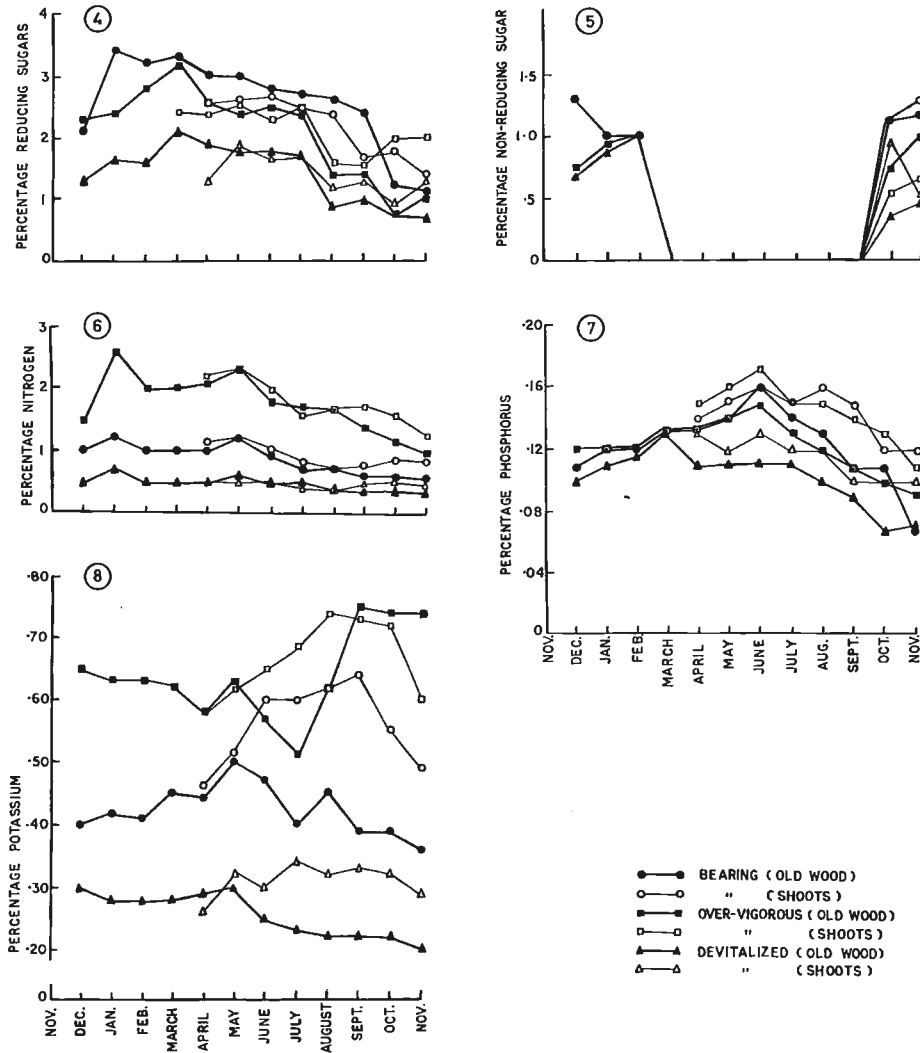 4
PERCENTAGE REDUCING SUGARS
4
3
2
1
0
5
PERCENTAGE NON-REDUCING SUGAR
1·5
1·0
·5
0
6
PERCENTAGE NITROGEN
3
2
1
0
7
PERCENTAGE PHOSPHORUS
·20
·16
·12
·08
·04
0
NOV. DEC. JAN. FEB. MARCH APRIL MAY JUNE JULY AUG. SEPT. OCT. NOV.
8
PERCENTAGE POTASSIUM
·80
·70
·60
·50
·40
·30
·20
0
NOV. DEC. JAN. FEB. MARCH APRIL MAY JUNE JULY AUGUST SEPT. OCT. NOV.
BEARING (OLD WOOD)
" (SHOOTS)
OVER-VIGOROUS (OLD WOOD)
" (SHOOTS)
DEVITALIZED (OLD WOOD)
" (SHOOTS)